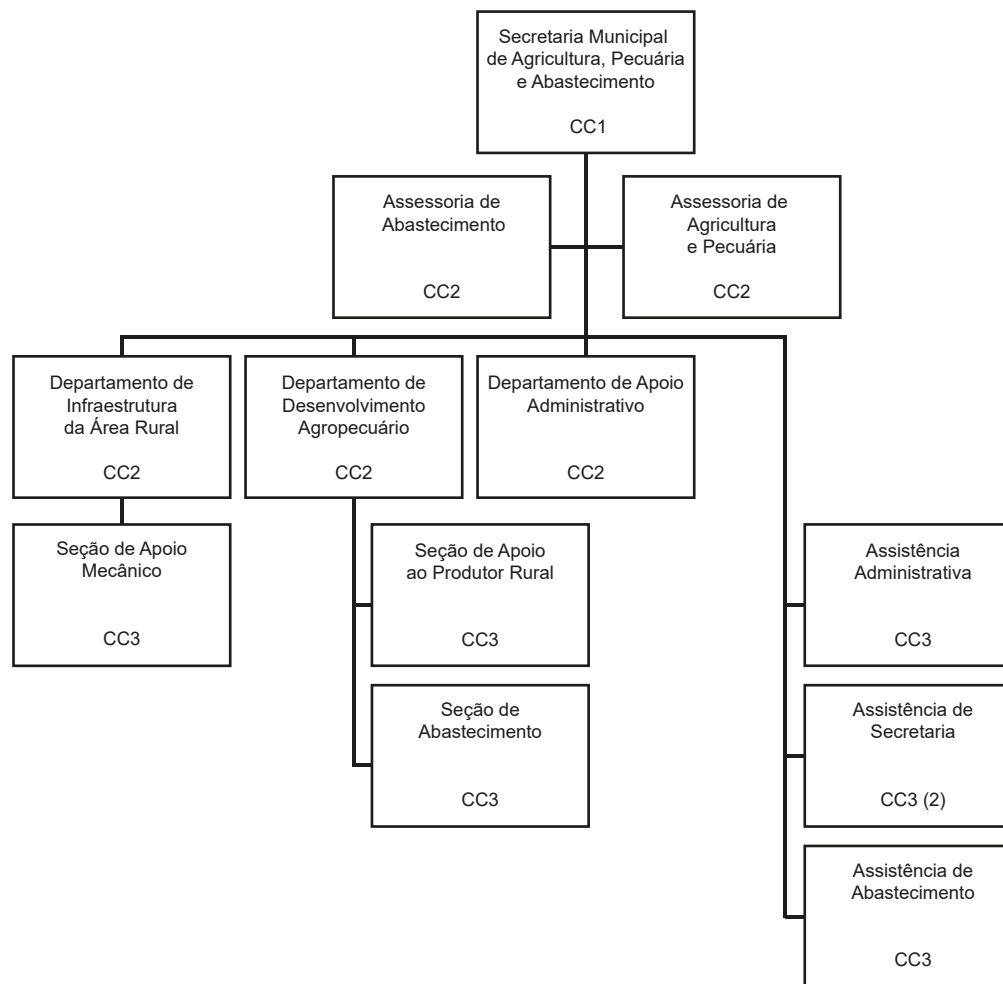 Secretaria Municipal
de Agricultura, Pecuária
e Abastecimento
CC1
Assessoria de
Abastecimento
CC2
Assessoria de
Agricultura
e Pecuária
CC2
Departamento de
Infraestrutura
da Área Rural
CC2
Departamento de
Desenvolvimento
Agropecuário
CC2
Departamento de Apoio
Administrativo
CC2
Seção de Apoio
Mecânico
CC3
Seção de Apoio
ao Produtor Rural
CC3
Assistência
Administrativa
CC3
Seção de
Abastecimento
CC3
Assistência de
Secretaria
CC3 (2)
Assistência de
Abastecimento
CC3